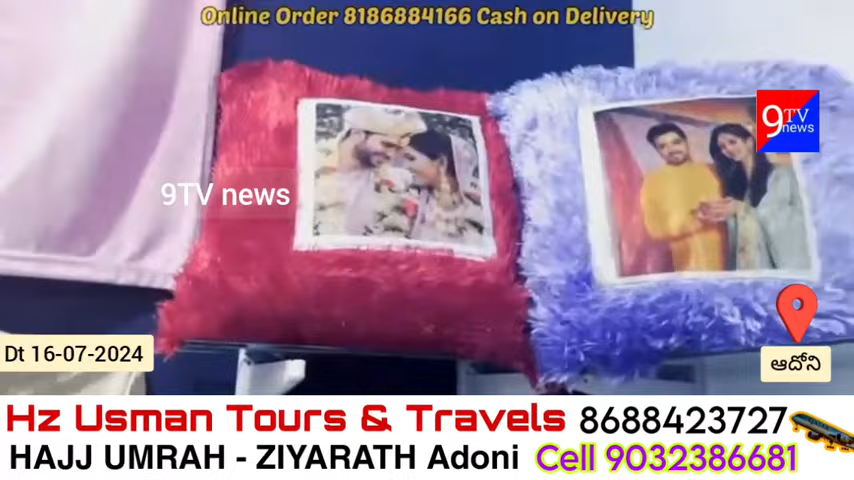 Online Order 8186884166 Cash on Delivery
9TV
news
9TV news
Dt 16-07-2024
ఆదోని
Hz Usman Tours & Travels 8688423727
HAJJ UMRAH - ZIYARATH Adoni Cell 9032386681